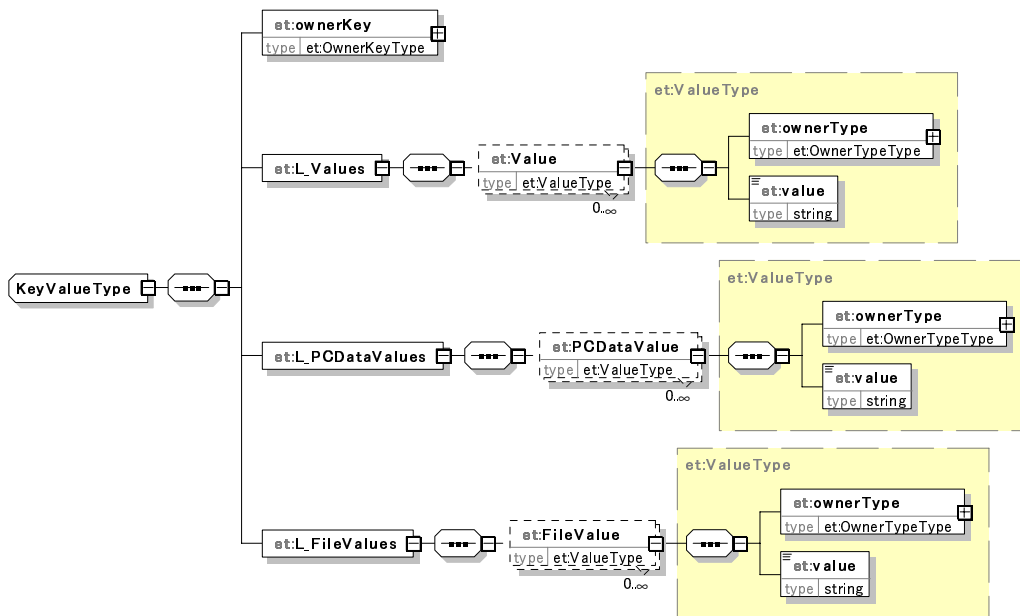 et:ownerKey
type et:OwnerKeyType
et:ValueType
et:ownerType
type et:OwnerTypeType
et:L_Values
et:Value
type et:ValueType
0..∞
et:value
type string
KeyValueType
et:ValueType
et:ownerType
type et:OwnerTypeType
et:L_PCDataValues
et:PCDataValue
type et:ValueType
0..∞
et:value
type string
et:ValueType
et:ownerType
type et:OwnerTypeType
et:L_FileValues
et:FileValue
type et:ValueType
0..∞
et:value
type string